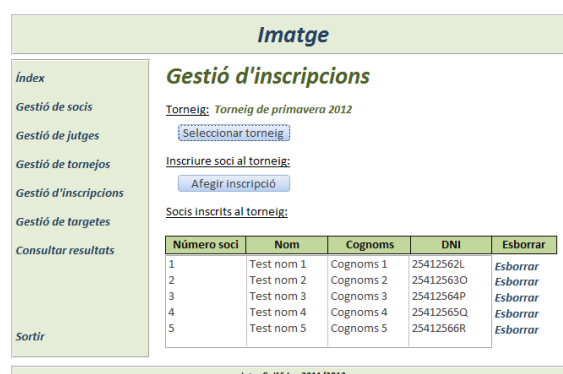 Imatge
Índex
Gestió de socis
Gestió de jutges
Gestió de tornejos
Gestió d'inscripcions
Gestió de targetes
Consultar resultats
Sortir
Gestió d'inscripcions
Torneig: Torneig de primavera 2012
Seleccionar torneig
Inscriure soci al torneig:
Afegir inscripció
Socis inscrits al torneig:
Número soci Nom Cognoms DNI Esborrar
1 Test nom 1 Cognoms 1 25412562L Esborrar
2 Test nom 2 Cognoms 2 25412563O Esborrar
3 Test nom 3 Cognoms 3 25412564P Esborrar
4 Test nom 4 Cognoms 4 25412565Q Esborrar
5 Test nom 5 Cognoms 5 25412566R Esborrar
2011/2012